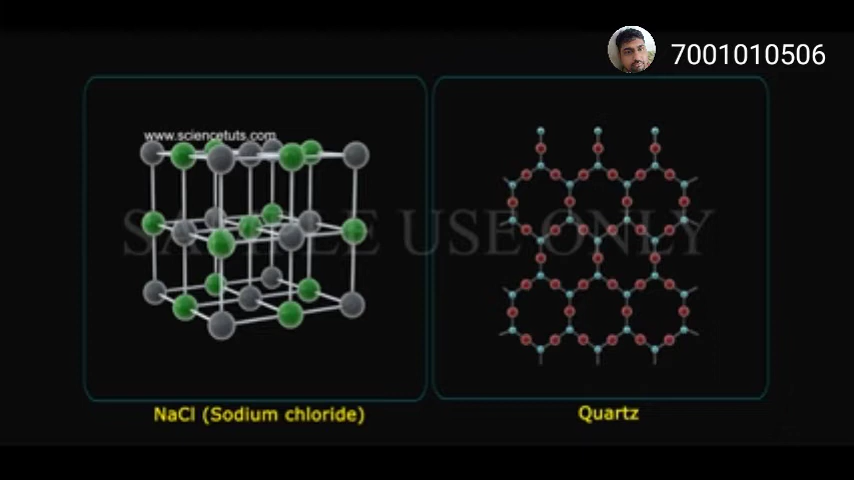 7001010506
www.sciencetuts.com
SAMPLE USE ONLY
NaCl (Sodium chloride)
Quartz